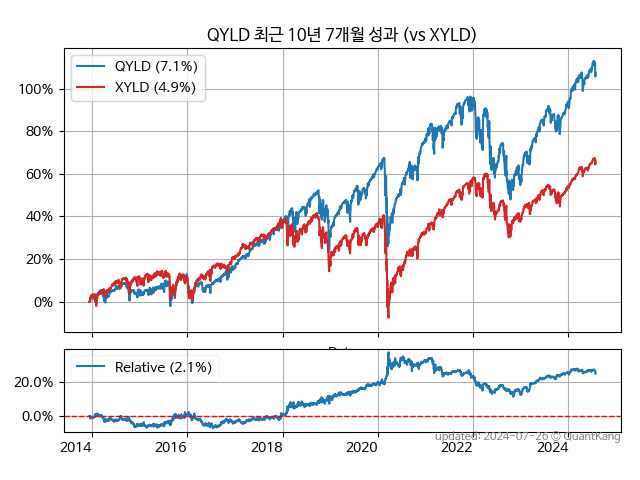 QYLD 최근 10년 7개월 성과 (vs XYLD)
QYLD (7.1%)
XYLD (4.9%)
100%
80%
60%
40%
20%
0%
Relative (2.1%)
20.0%
0.0%
2014 2016 2018 2020 2022 2024
updated: 2024-07-26 © QuantKang